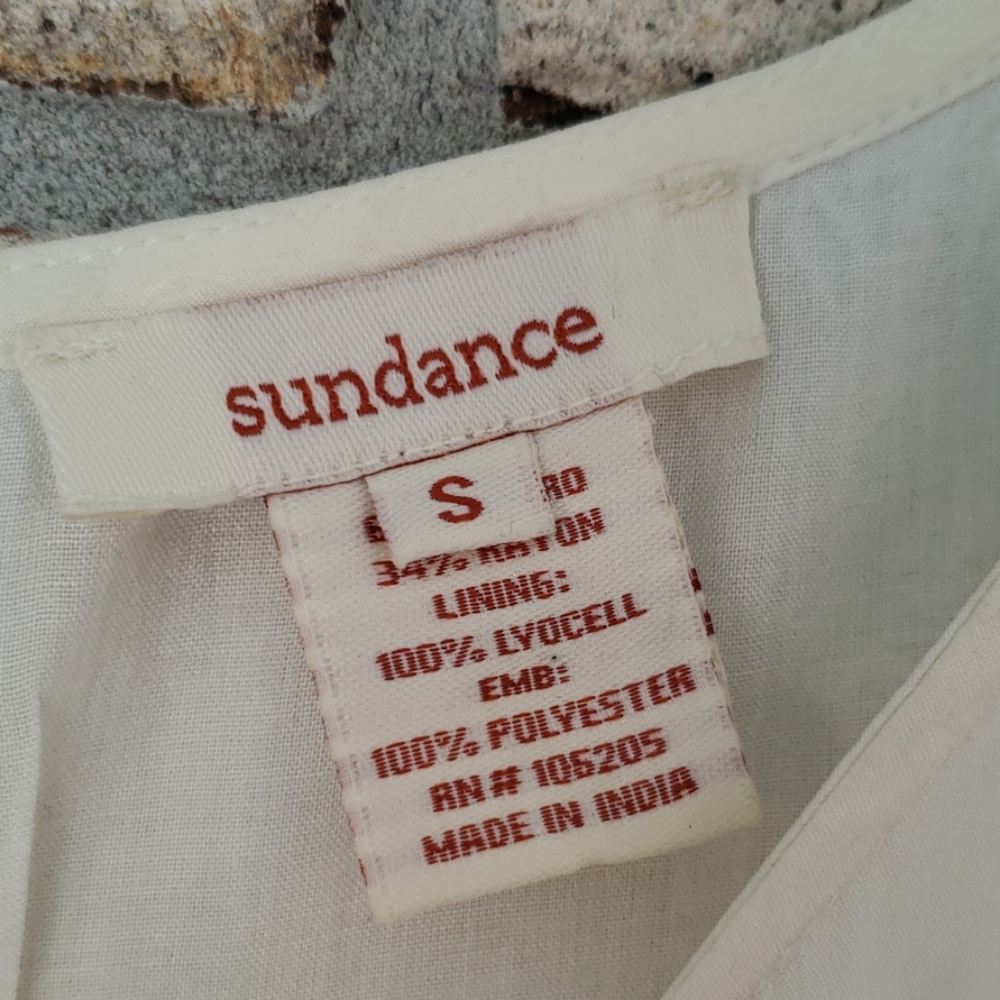 sundance
S
34% RAYON
LINING:
100% LYOCELL
EMB:
100% POLYESTER
RN# 106205
MADE IN INDIA